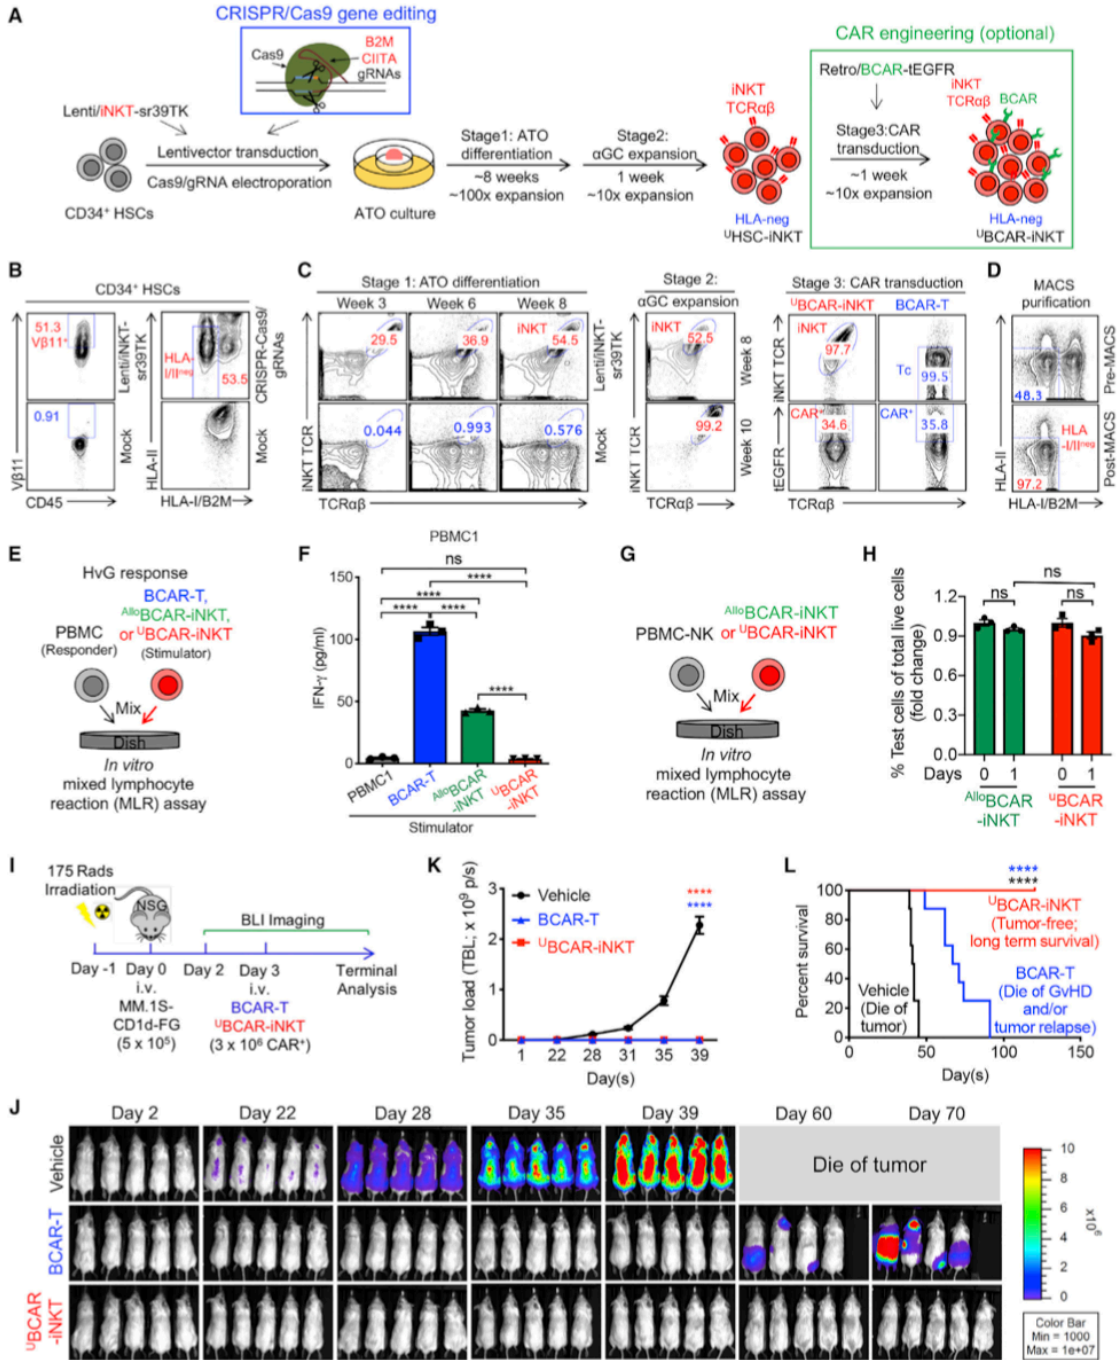 A
CRISPR/Cas9 gene editing
Cas9
B2M
CIITA
gRNAs
Lenti/iNKT-sr39TK
Lentivector transduction
Cas9/gRNA electroporation
CD34+ HSCs
ATO culture
Stage1: ATO
differentiation
~8 weeks
~100x expansion
Stage2:
αGC expansion
1 week
~10x expansion
iNKT
TCRαβ
HLA-neg
UHSC-iNKT
CAR engineering (optional)
Retro/BCAR-tEGFR
Stage3:CAR
transduction
~1 week
~10x expansion
iNKT
TCRαβ
BCAR
HLA-neg
UBCAR-iNKT
B
CD34+ HSCs
51.3
Vβ11+
0.91
Vβ11
CD45
Lenti/iNKT-
sr39TK
Mock
HLA-
I/IIneg
53.5
HLA-II
HLA-I/B2M
CRISPR-Cas9/
gRNAs
Mock
C
Stage 1: ATO differentiation
Week 3
Week 6
Week 8
29.5
36.9
iNKT
54.5
0.044
0.993
0.576
iNKT TCR
TCRαβ
Lenti/iNKT-
sr39TK
Mock
Stage 2:
αGC expansion
iNKT
52.5
99.2
iNKT TCR
TCRαβ
Week 8
Week 10
Stage 3: CAR transduction
UBCAR-iNKT
BCAR-T
iNKT
97.7
Tc
99.5
CAR+
34.6
CAR+
35.8
iNKT TCR
tEGFR
TCRαβ
D
MACS
purification
48.3
HLA
-I/IIneg
97.2
HLA-II
HLA-I/B2M
Pre-MACS
Post-MACS
E
HvG response
BCAR-T,
AlloBCAR-iNKT,
or UBCAR-iNKT
(Stimulator)
PBMC
(Responder)
Mix
Dish
In vitro
mixed lymphocyte
reaction (MLR) assay
F
PBMC1
ns
****
****
**** ****
****
IFN-γ (pg/ml)
150
100
50
0
PBMC1
BCAR-T
AlloBCAR
-iNKT
UBCAR
-iNKT
Stimulator
G
AlloBCAR-iNKT
PBMC-NK or UBCAR-iNKT
Mix
Dish
In vitro
mixed lymphocyte
reaction (MLR) assay
H
ns
ns
ns
% Test cells of total live cells
(fold change)
1.2
0.9
0.6
0.3
0.0
Days 0 1 0 1
AlloBCAR
-iNKT
UBCAR
-iNKT
I
175 Rads
Irradiation
NSG
BLI Imaging
Day -1 Day 0 Day 2 Day 3
i.v.
MM.1S-
CD1d-FG
(5 x 10⁵)
i.v.
BCAR-T
UBCAR-iNKT
(3 x 10⁶ CAR+)
Terminal
Analysis
K
Tumor load (TBL; x 10⁹ p/s)
3
2
1
0
Vehicle
BCAR-T
UBCAR-iNKT
****
****
1 22 28 31 35 39
Day(s)
L
Percent survival
100
80
60
40
20
0
****
****
UBCAR-iNKT
(Tumor-free;
long term survival)
Vehicle
(Die of
tumor)
BCAR-T
(Die of GvHD
and/or
tumor relapse)
0 50 100 150
Day(s)
J
Day 2 Day 22 Day 28 Day 35 Day 39 Day 60 Day 70
Vehicle
Die of tumor
BCAR-T
UBCAR
-iNKT
10
8
6
4
2
0
x10⁶
Color Bar
Min = 1000
Max = 1e+07